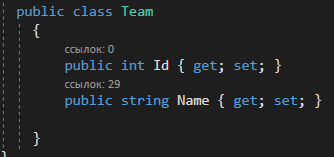 public class Team
{
ссылок: 0
public int Id { get; set; }
ссылок: 29
public string Name { get; set; }
}
}